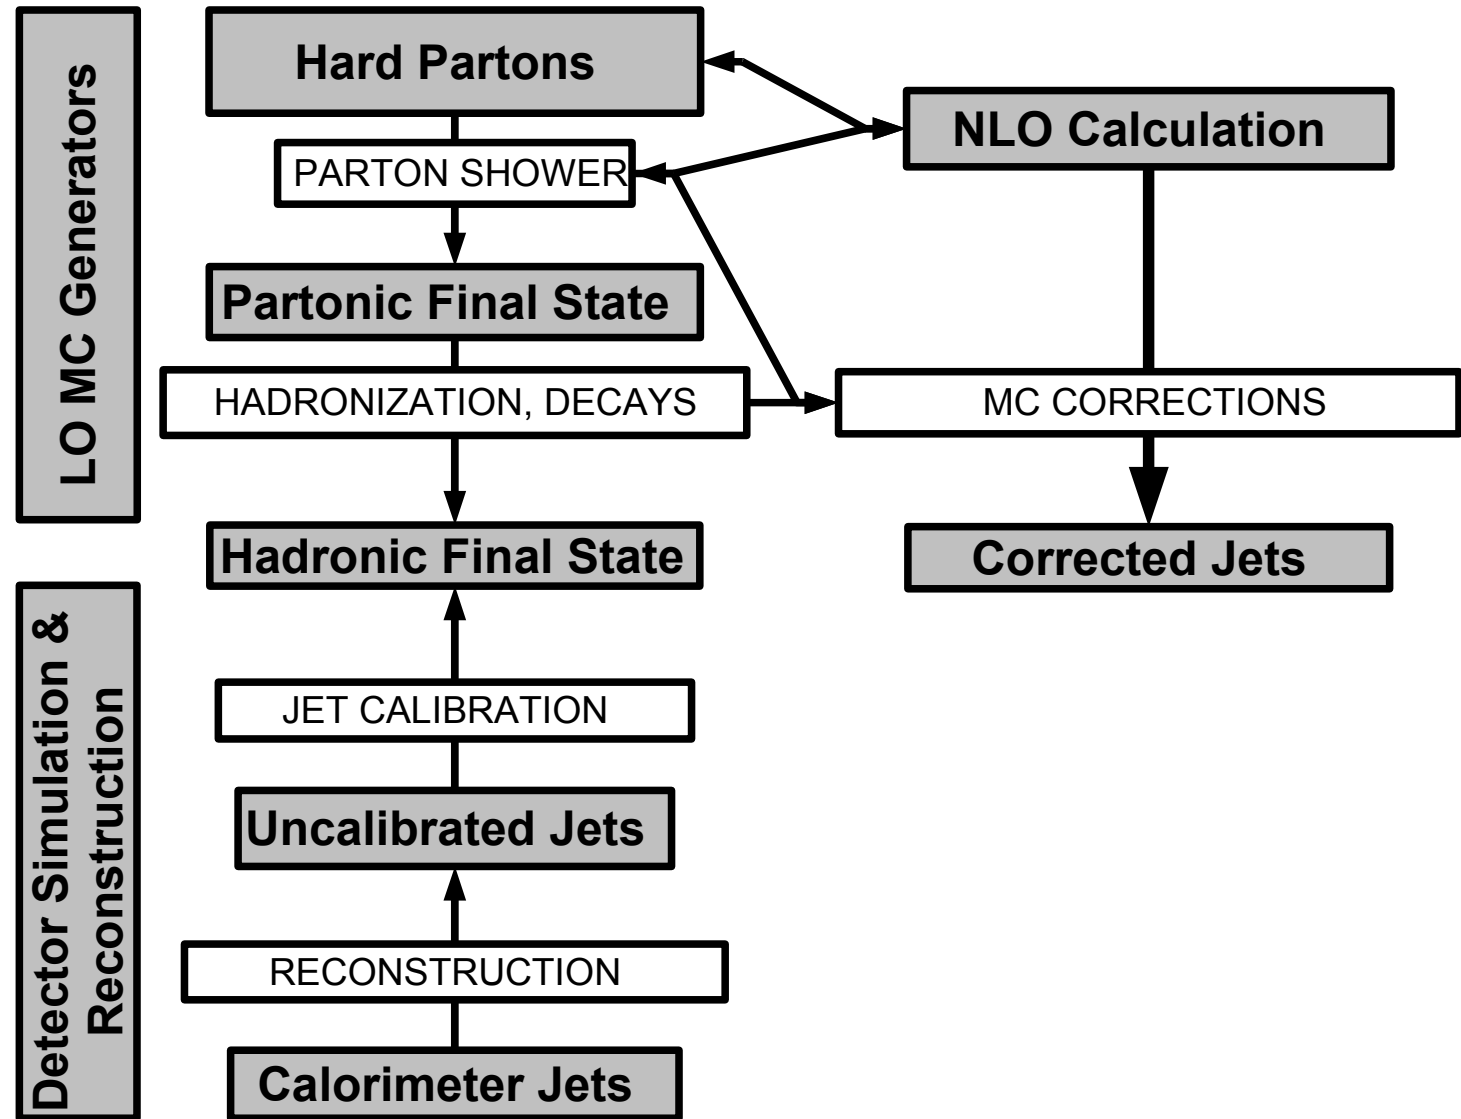 LO MC Generators
Hard Partons
NLO Calculation
PARTON SHOWER
Partonic Final State
HADRONIZATION, DECAYS
MC CORRECTIONS
Hadronic Final State
Corrected Jets
Detector Simulation &
Reconstruction
JET CALIBRATION
Uncalibrated Jets
RECONSTRUCTION
Calorimeter Jets